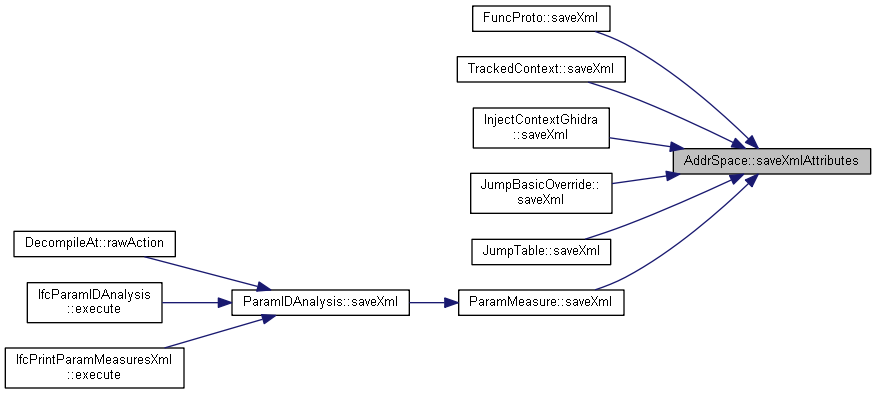 FuncProto::saveXml
TrackedContext::saveXml
InjectContextGhidra
::saveXml
AddrSpace::saveXmlAttributes
JumpBasicOverride::
saveXml
DecompileAt::rawAction
JumpTable::saveXml
IfcParamIDAnalysis
::execute
ParamIDAnalysis::saveXml
ParamMeasure::saveXml
IfcPrintParamMeasuresXml
::execute